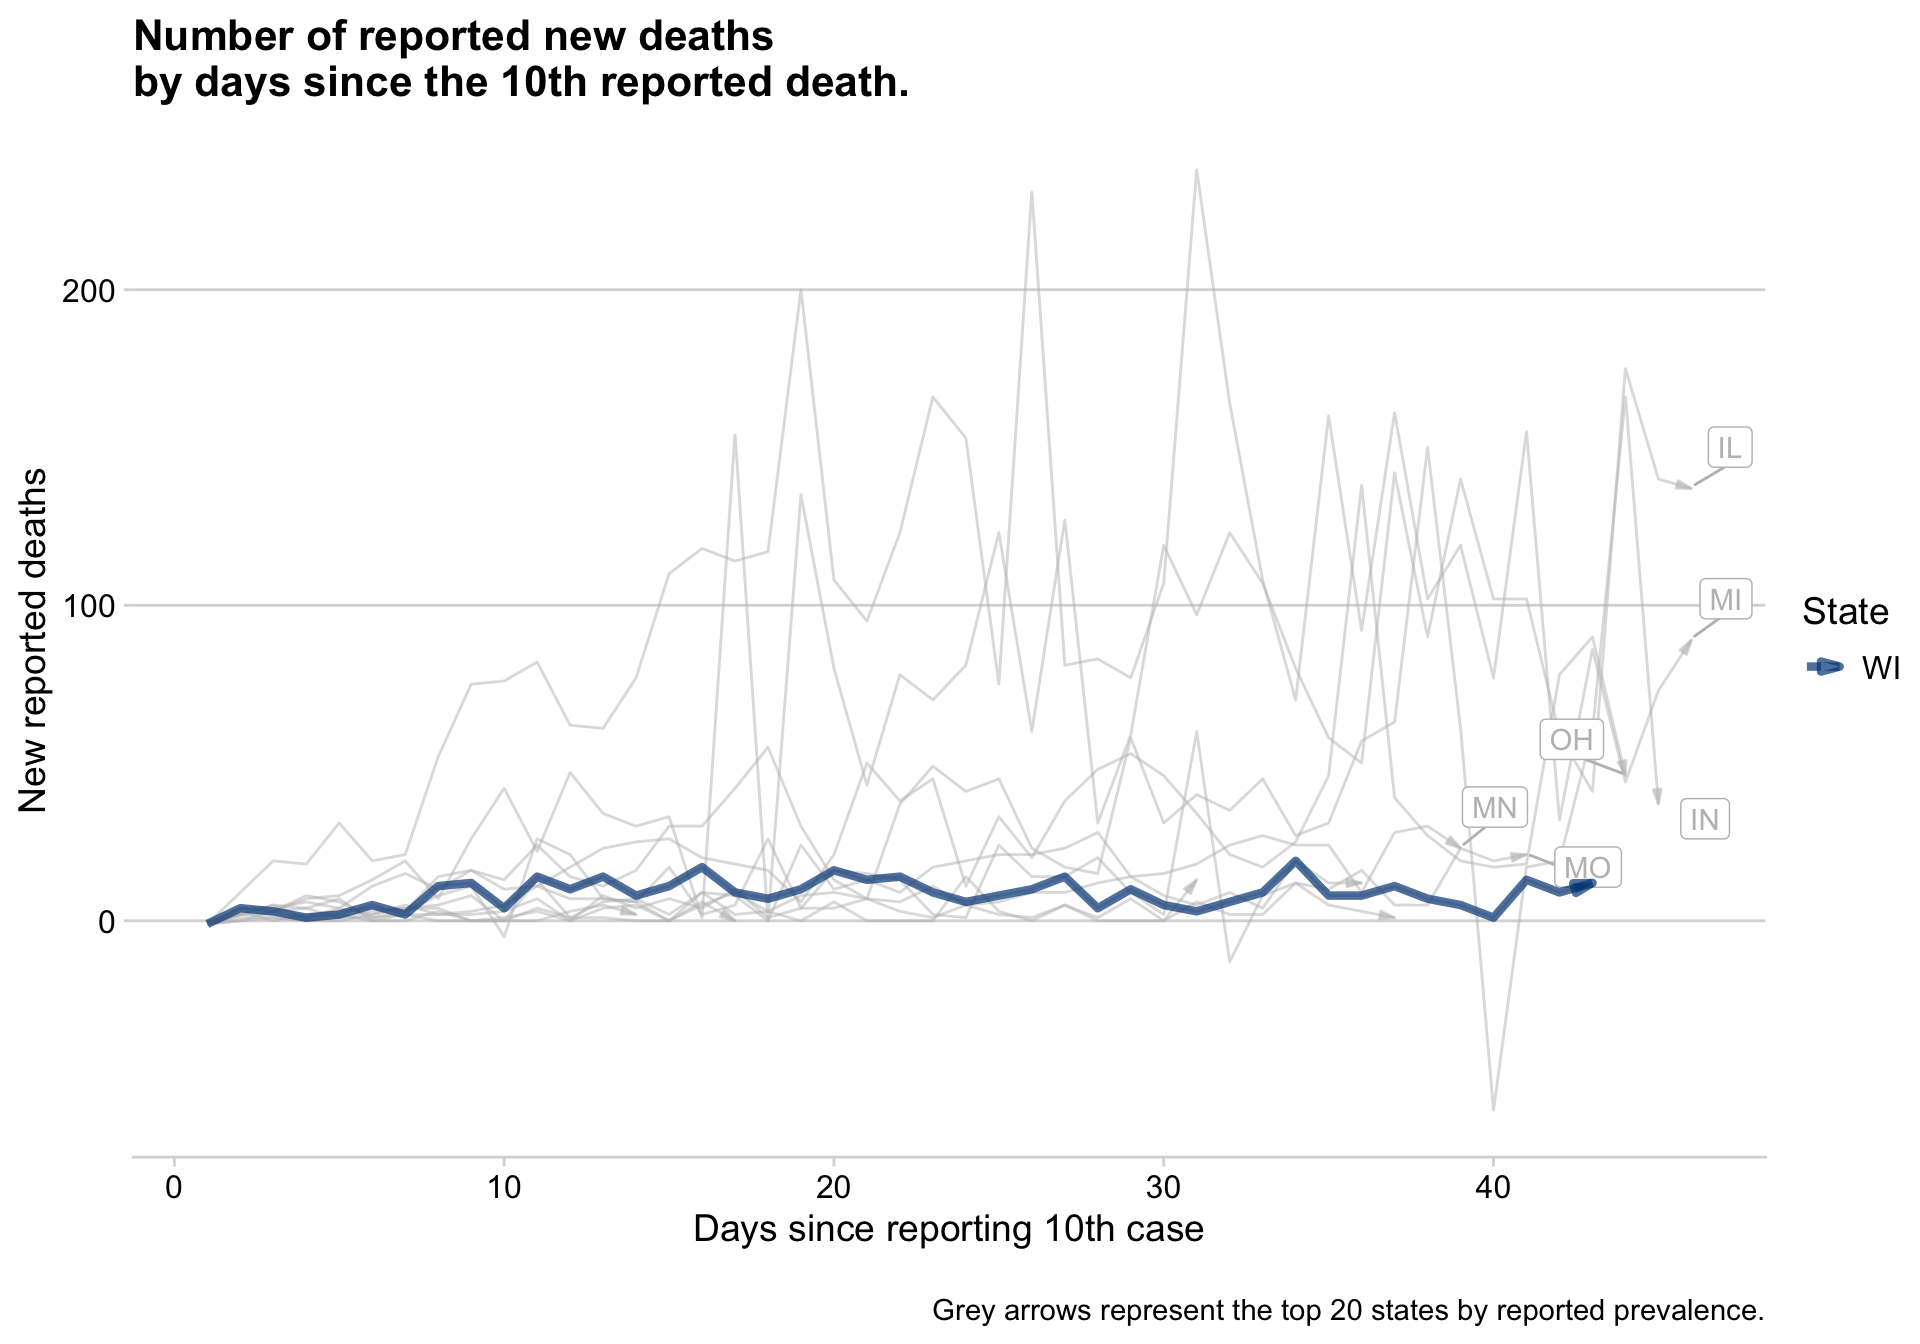 Number of reported new deaths
by days since the 10th reported death.
New reported deaths
200
100
0
IL
MI
OH
MN
IN
MO
State
WI
0 10 20 30 40
Days since reporting 10th case
Grey arrows represent the top 20 states by reported prevalence.